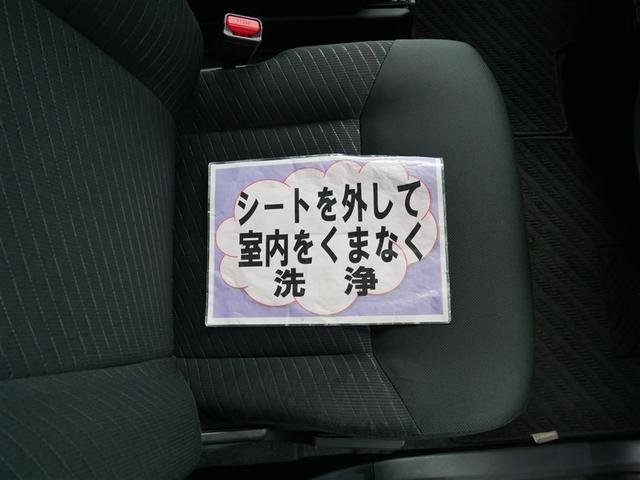 シートを外して
室内をくまなく
洗　浄